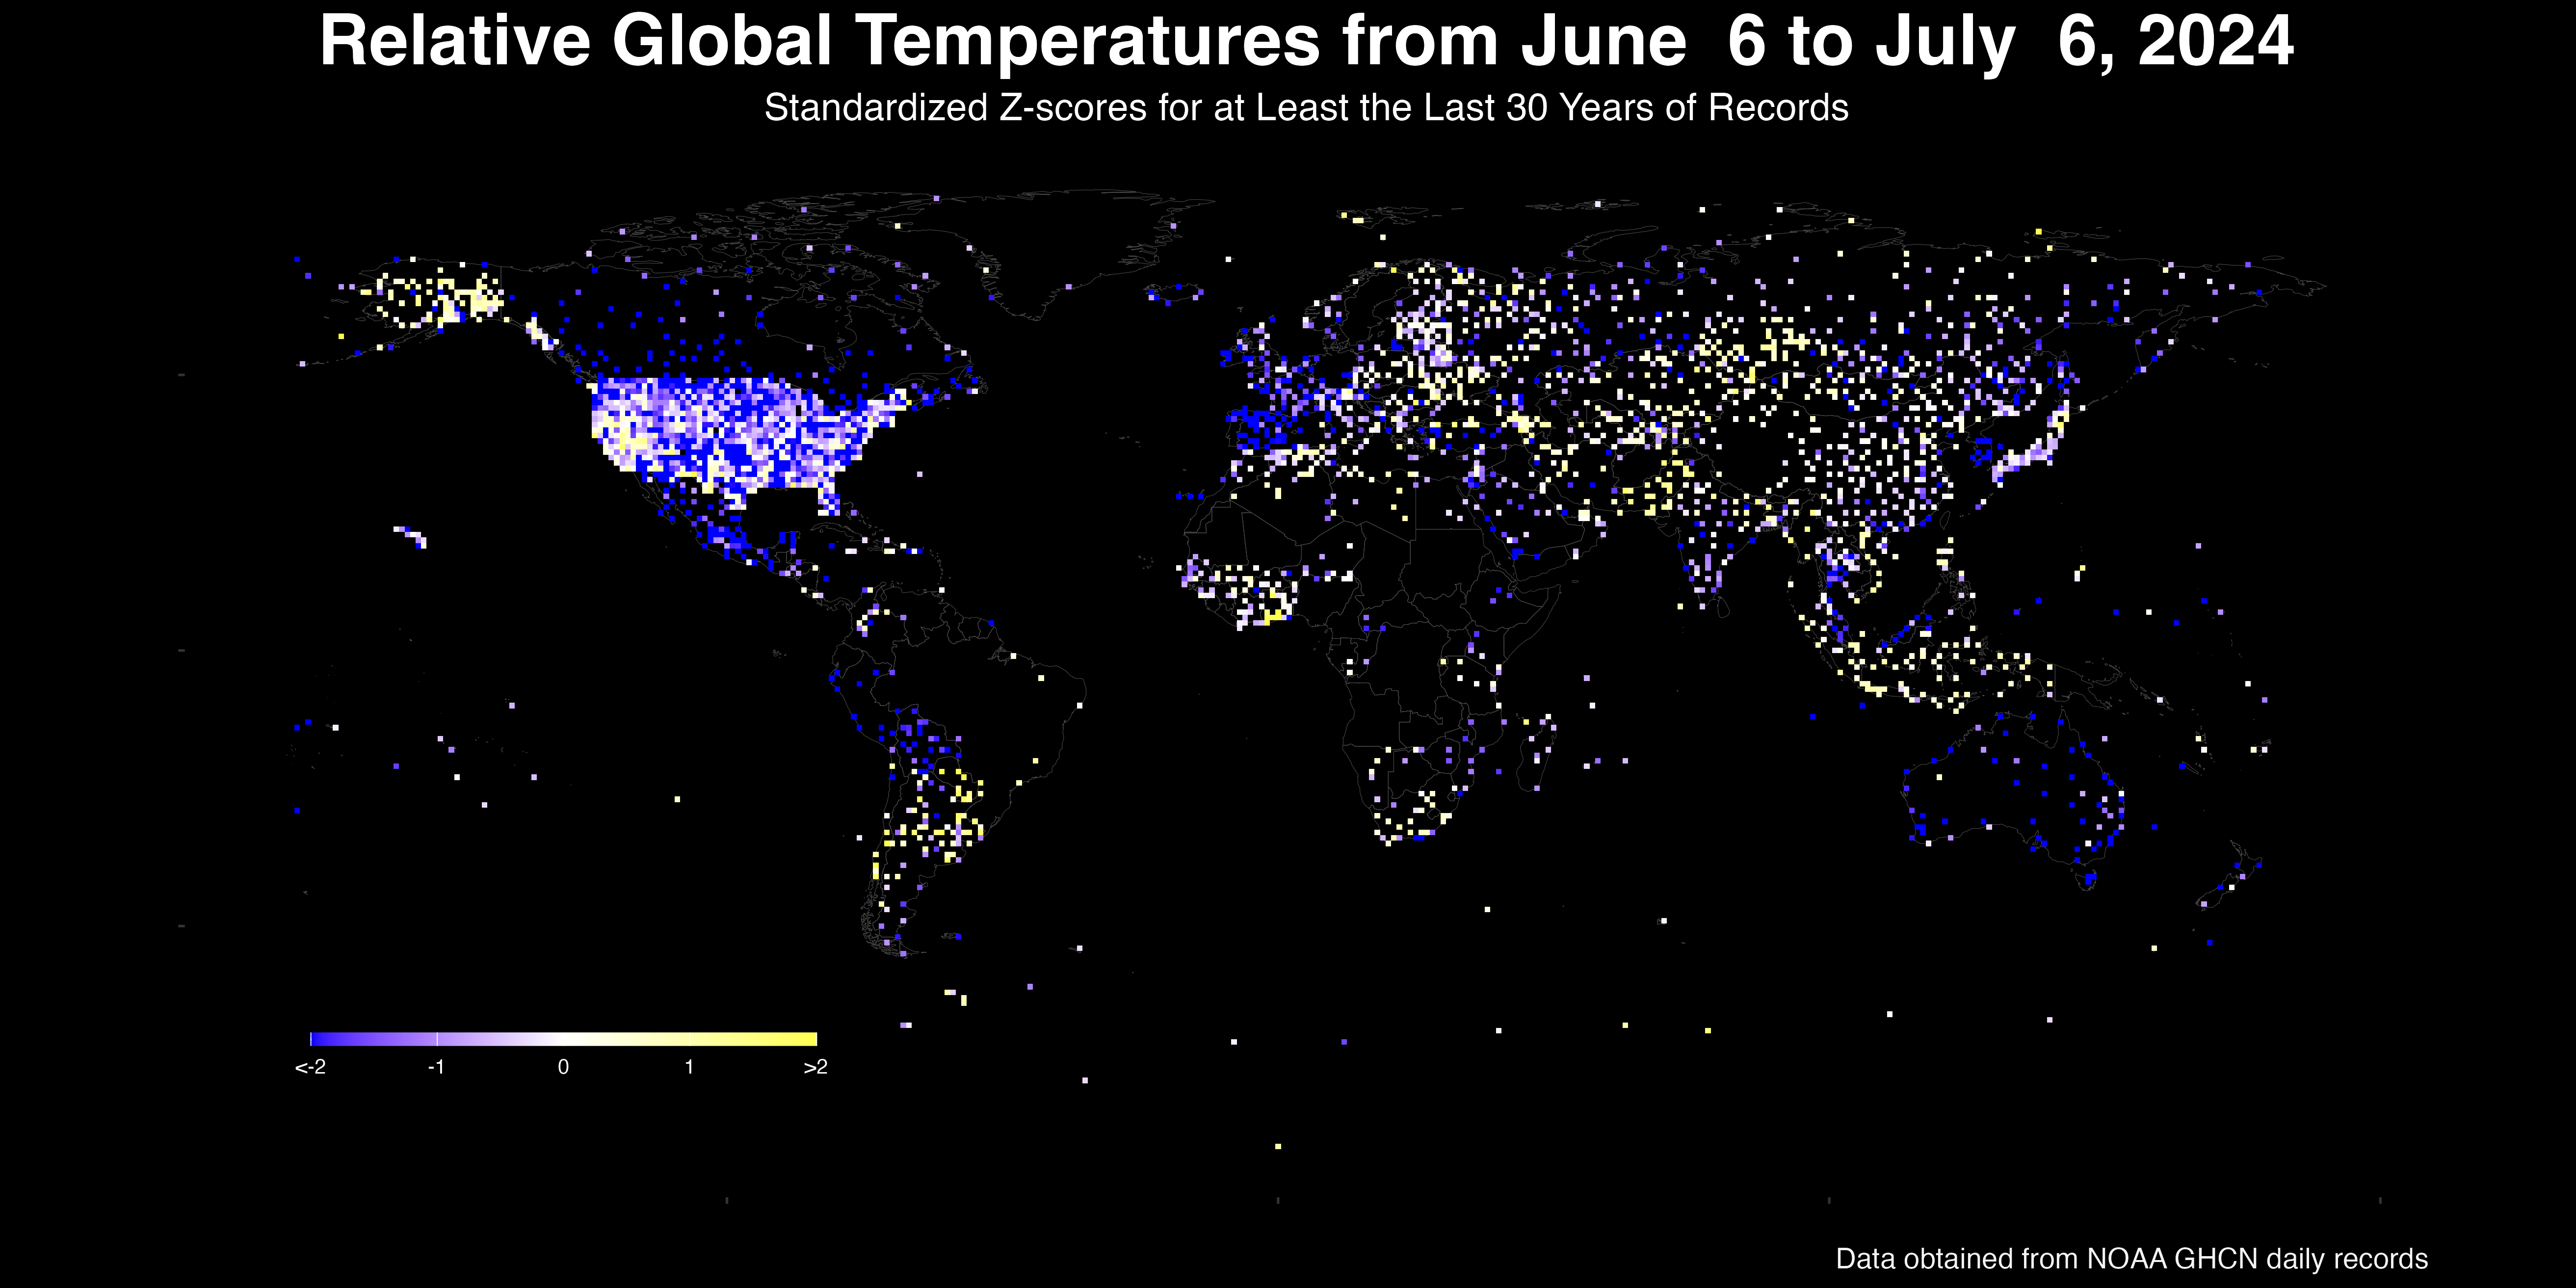 Relative Global Temperatures from June  6 to July  6, 2024
Standardized Z-scores for at Least the Last 30 Years of Records
<-2 -1 0 1 >2
Data obtained from NOAA GHCN daily records